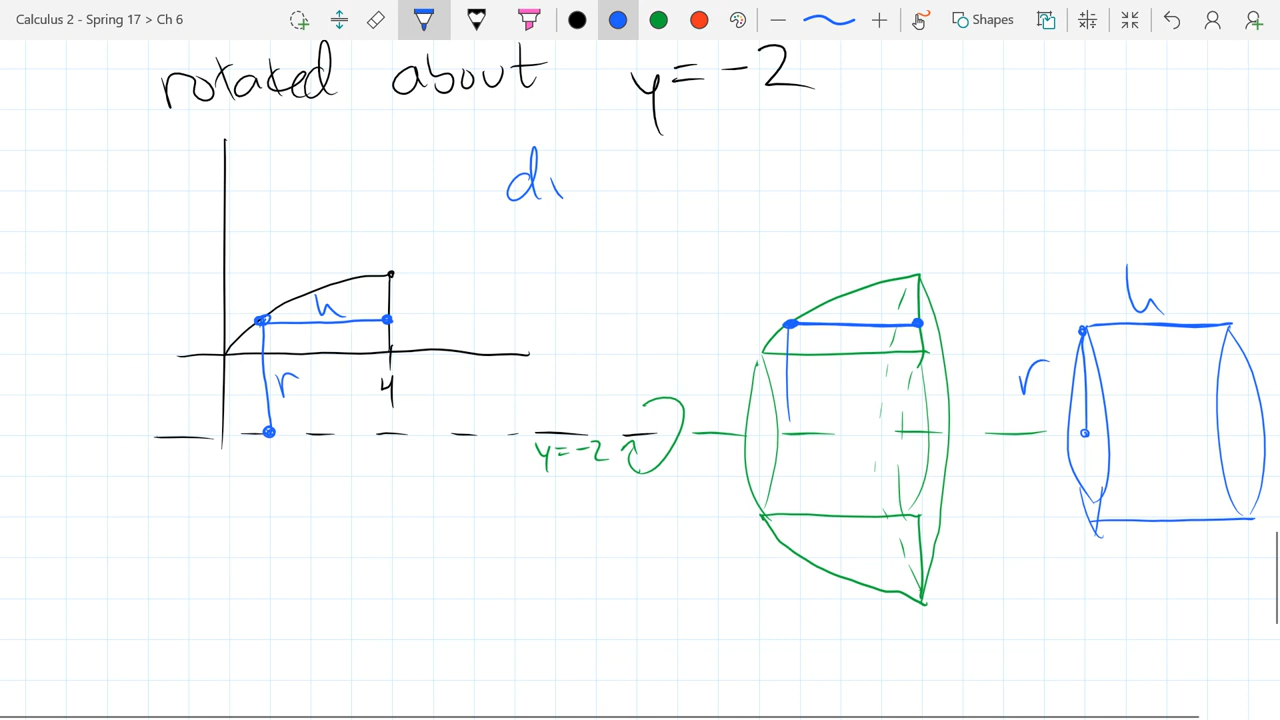 Calculus 2 - Spring 17 > Ch 6
Shapes
rotated about y = -2
d
h
r
4
y = -2
h
r